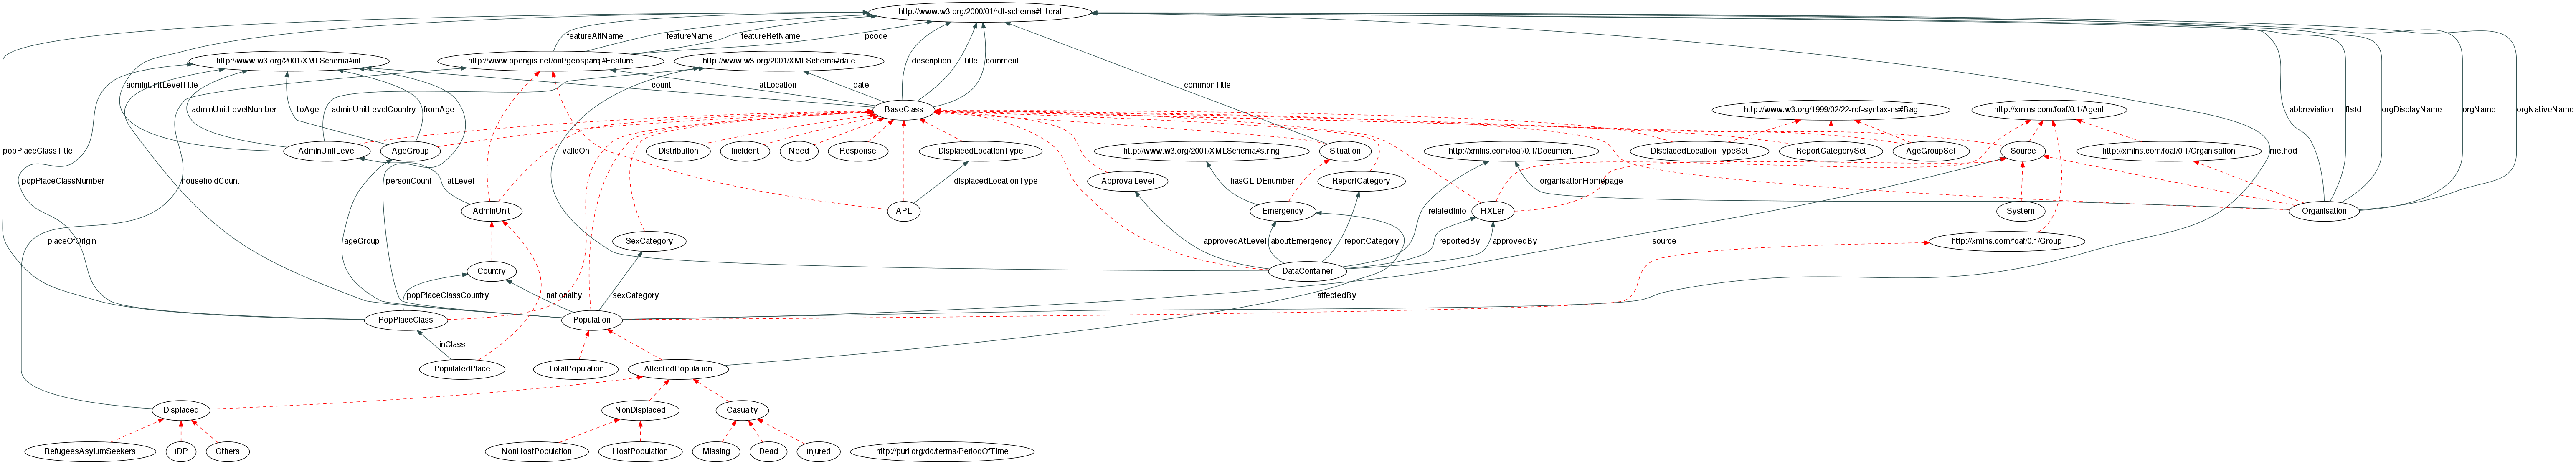 http://www.w3.org/2000/01/rdf-schema#Literal
featureAltName
featureName
featureRefName
pcode
http://www.w3.org/2001/XMLSchema#int
http://www.opengis.net/ont/geosparql#Feature
http://www.w3.org/2001/XMLSchema#date
description
title
comment
commonTitle
adminUnitLevelTitle
count
atLocation
date
adminUnitLevelNumber
toAge
adminUnitLevelCountry
fromAge
BaseClass
http://www.w3.org/1999/02/22-rdf-syntax-ns#Bag
http://xmlns.com/foaf/0.1/Agent
abbreviation
ftsId
orgDisplayName
orgName
orgNativeName
popPlaceClassTitle
AdminUnitLevel
AgeGroup
validOn
Distribution
Incident
Need
Response
DisplacedLocationType
http://www.w3.org/2001/XMLSchema#string
Situation
http://xmlns.com/foaf/0.1/Document
DisplacedLocationTypeSet
ReportCategorySet
AgeGroupSet
Source
http://xmlns.com/foaf/0.1/Organisation
method
popPlaceClassNumber
householdCount
personCount
atLevel
displacedLocationType
ApprovalLevel
hasGLIDEnumber
ReportCategory
organisationHomepage
AdminUnit
APL
Emergency
relatedInfo
HXLer
System
Organisation
placeOfOrigin
ageGroup
SexCategory
approvedAtLevel
aboutEmergency
reportCategory
reportedBy
approvedBy
source
http://xmlns.com/foaf/0.1/Group
Country
DataContainer
popPlaceClassCountry
nationality
sexCategory
affectedBy
PopPlaceClass
Population
inClass
PopulatedPlace
TotalPopulation
AffectedPopulation
Displaced
NonDisplaced
Casualty
RefugeesAsylumSeekers
IDP
Others
NonHostPopulation
HostPopulation
Missing
Dead
Injured
http://purl.org/dc/terms/PeriodOfTime